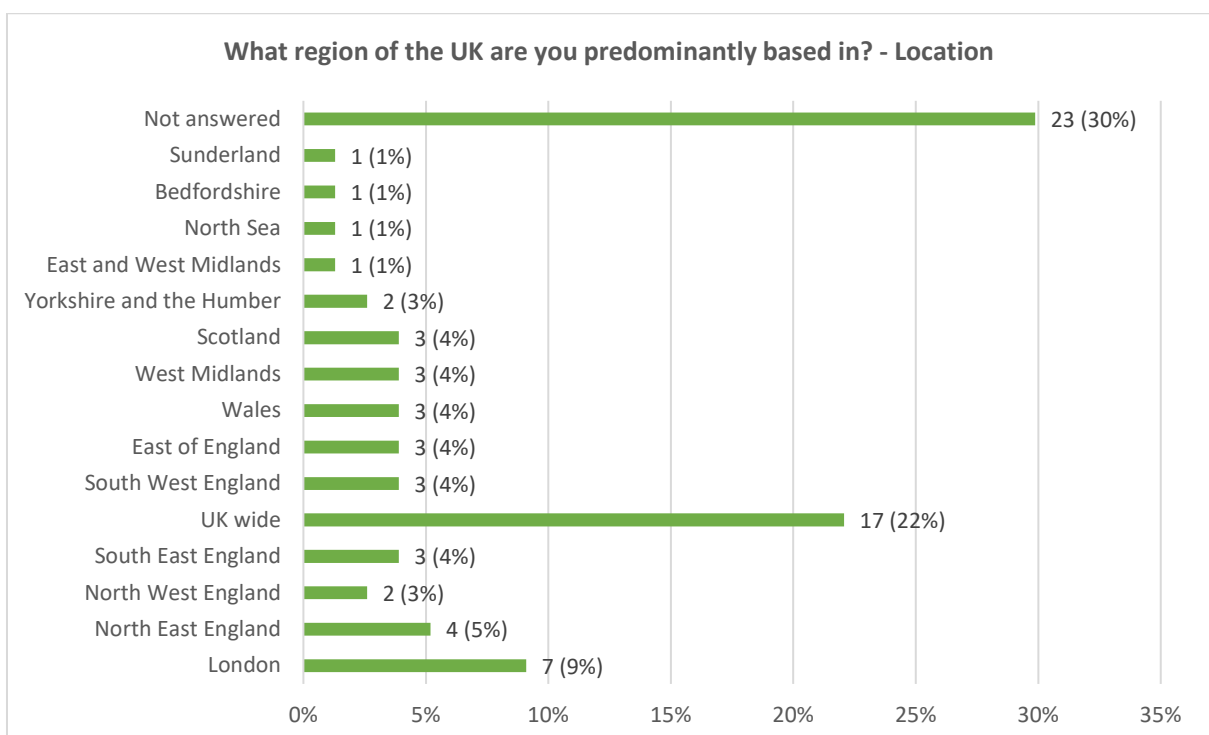 What region of the UK are you predominantly based in? - Location
Not answered 23 (30%)
Sunderland 1 (1%)
Bedfordshire 1 (1%)
North Sea 1 (1%)
East and West Midlands 1 (1%)
Yorkshire and the Humber 2 (3%)
Scotland 3 (4%)
West Midlands 3 (4%)
Wales 3 (4%)
East of England 3 (4%)
South West England 3 (4%)
UK wide 17 (22%)
South East England 3 (4%)
North West England 2 (3%)
North East England 4 (5%)
London 7 (9%)
0% 5% 10% 15% 20% 25% 30% 35%